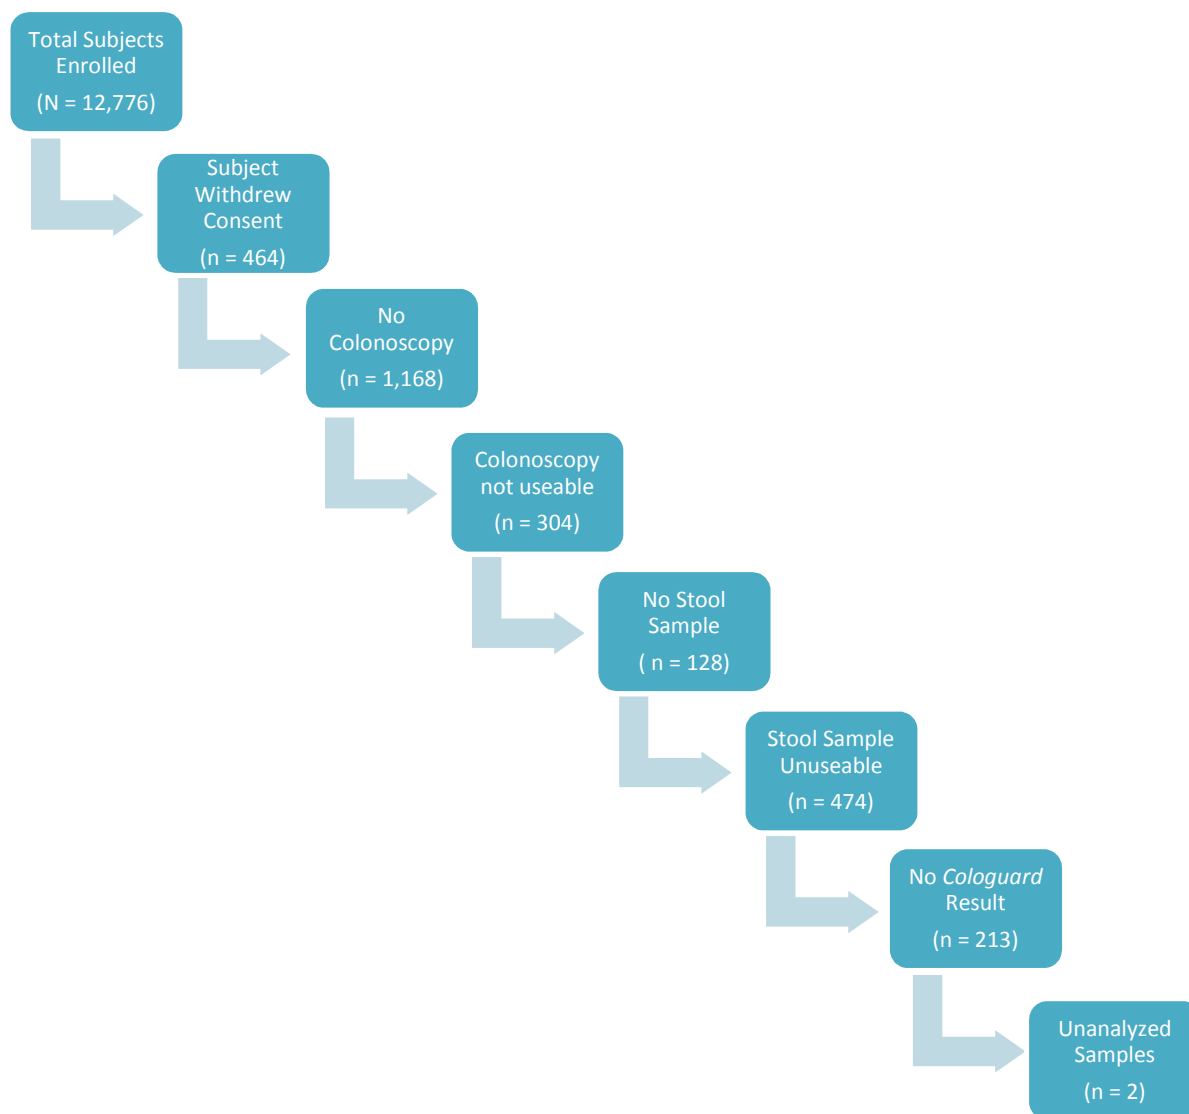 Total Subjects
Enrolled
(N = 12,776)
Subject
Withdrew
Consent
(n = 464)
No
Colonoscopy
(n = 1,168)
Colonoscopy
not useable
(n = 304)
No Stool
Sample
( n = 128)
Stool Sample
Unuseable
(n = 474)
No Cologuard
Result
(n = 213)
Unanalyzed
Samples
(n = 2)